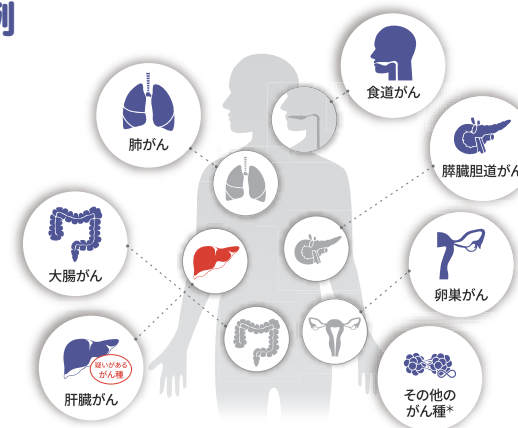 例
食道がん
肺がん
膵臓胆道がん
大腸がん
卵巣がん
疑いがある
がん種
肝臓がん
その他の
がん種*